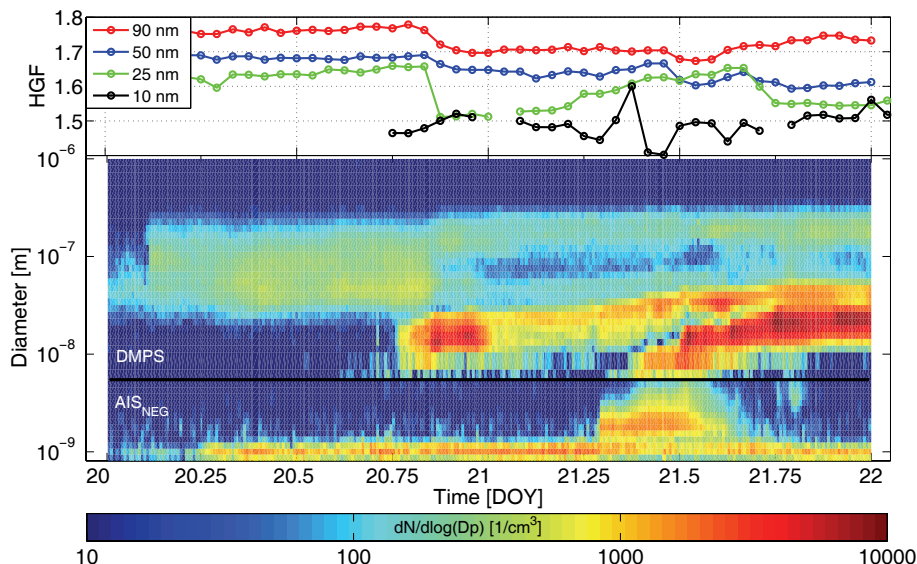 1.8
1.7
1.6
1.5
HGF
90 nm
50 nm
25 nm
10 nm
10^-6
10^-7
10^-8
10^-9
Diameter [m]
DMPS
AIS_NEG
20 20.25 20.5 20.75 21 21.25 21.5 21.75 22
Time [DOY]
dN/dlog(Dp) [1/cm^3]
10 100 1000 10000